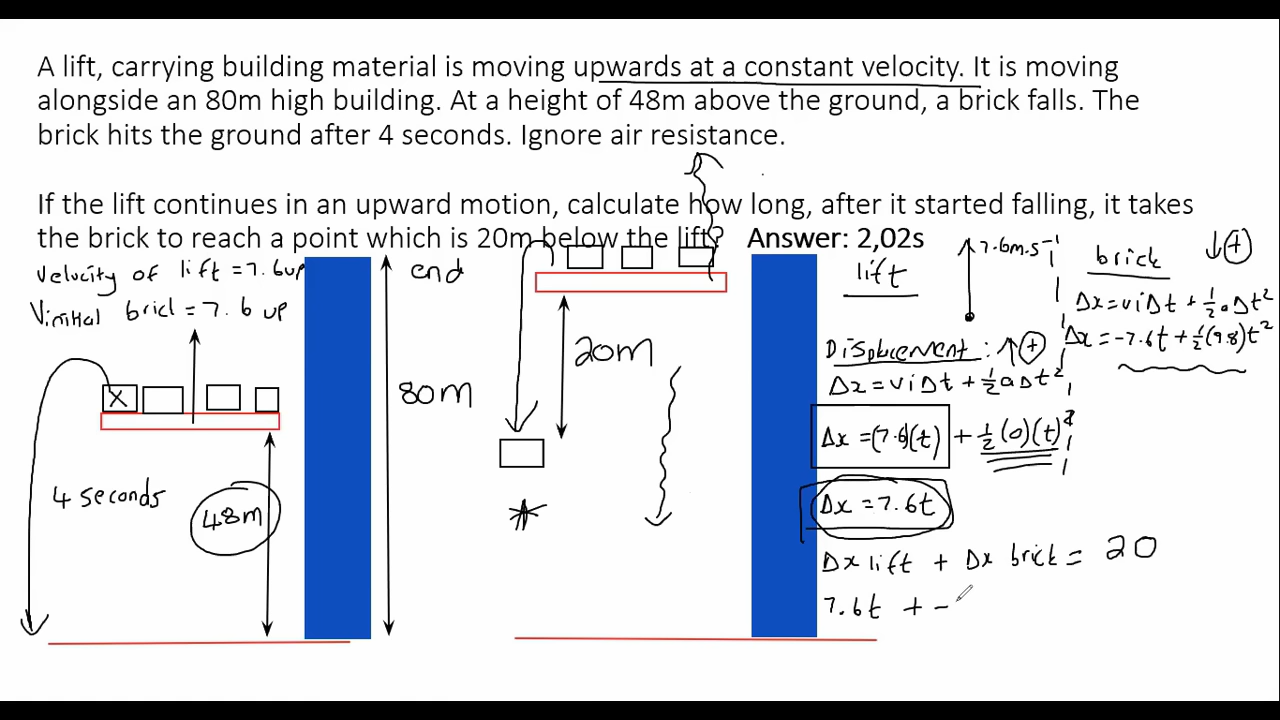 A lift, carrying building material is moving upwards at a constant velocity. It is moving
alongside an 80m high building. At a height of 48m above the ground, a brick falls. The
brick hits the ground after 4 seconds. Ignore air resistance.
If the lift continues in an upward motion, calculate how long, after it started falling, it takes
the brick to reach a point which is 20m below the lift? Answer: 2,02s
velocity of lift = 7.6 up
Vinitial brick = 7.6 up
X
4 seconds
48m
end
80m
20m
lift
7.6m.s⁻¹
Displacement: ↑ +
Δx = viΔt + ½aΔt²
Δx = (7.6)(t) + ½(0)(t)²
Δx = 7.6t
Δx lift + Δx brick = 20
7.6t + -
brick
↓ +
Δx = viΔt + ½aΔt²
Δx = -7.6t + ½(9.8)t²